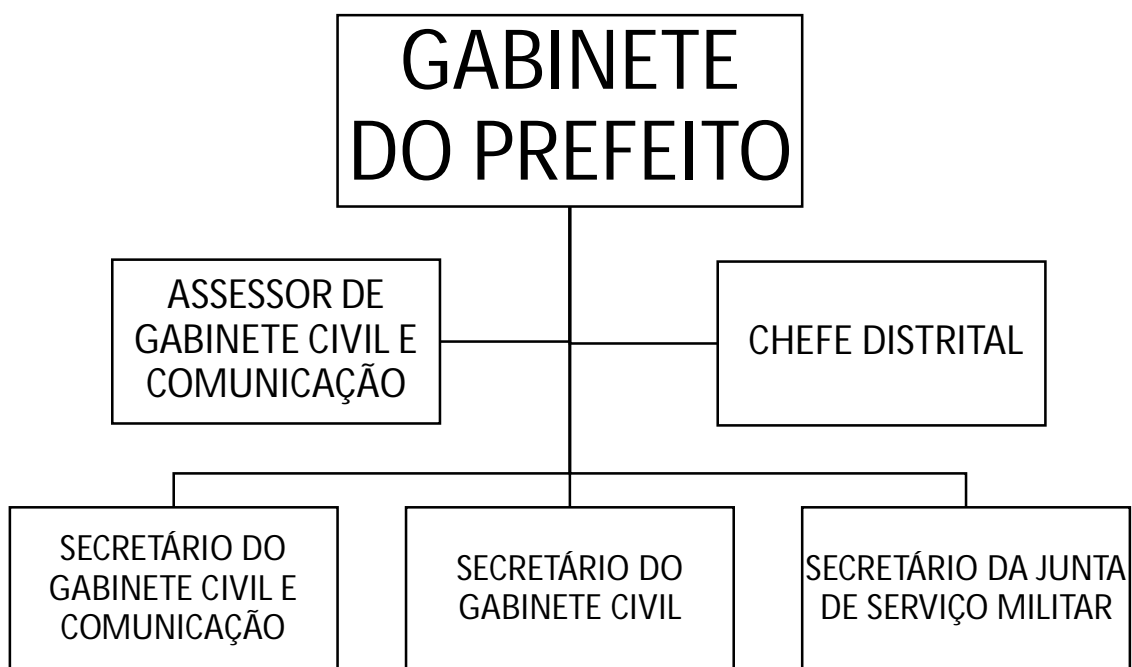 GABINETE
DO PREFEITO
ASSESSOR DE
GABINETE CIVIL E
COMUNICAÇÃO
CHEFE DISTRITAL
SECRETÁRIO DO
GABINETE CIVIL E
COMUNICAÇÃO
SECRETÁRIO DO
GABINETE CIVIL
SECRETÁRIO DA JUNTA
DE SERVIÇO MILITAR